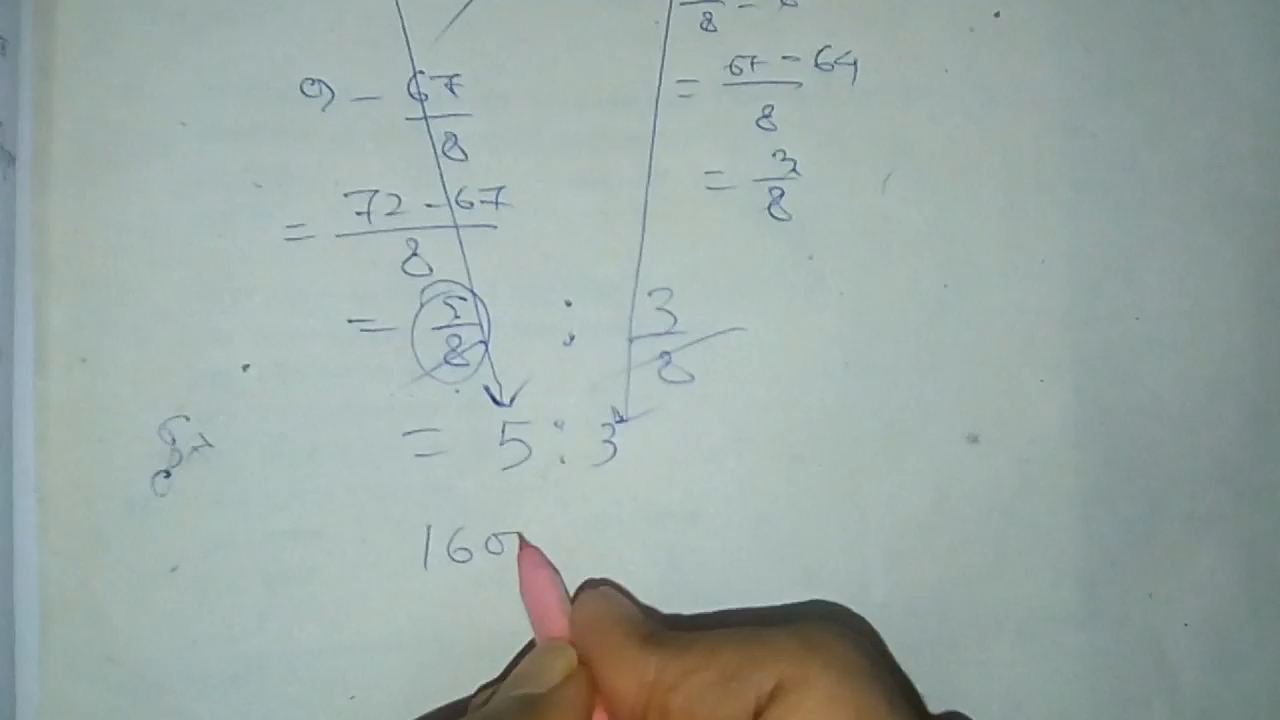 8
9 - 67/8
= 67 - 64/8
= 72 - 67/8
= 3/8
= 5/8 : 3/8
= 5 : 3
160